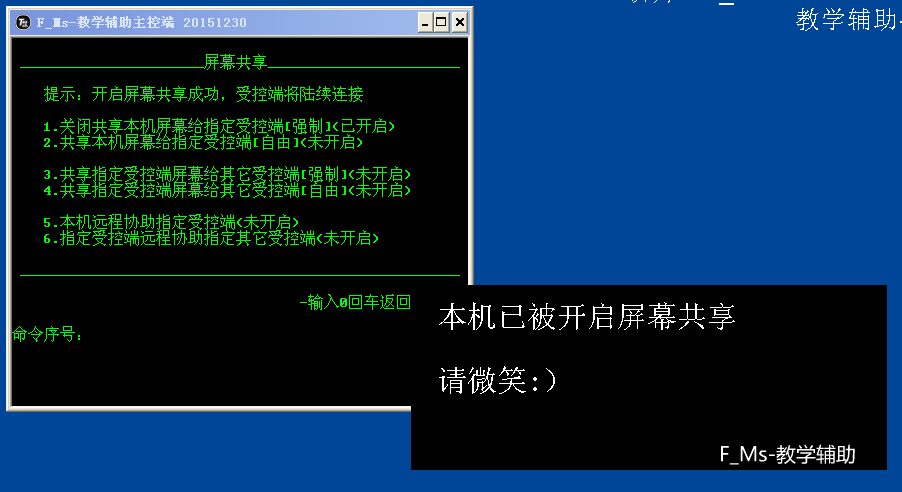 F_Ms-教学辅助主控端 20151230
教学辅助-
屏幕共享
提示: 开启屏幕共享成功, 受控端将陆续连接
1.关闭共享本机屏幕给指定受控端[强制]<已开启>
2.共享本机屏幕给指定受控端[自由]<未开启>
3.共享指定受控端屏幕给其它受控端[强制]<未开启>
4.共享指定受控端屏幕给其它受控端[自由]<未开启>
5.本机远程协助指定受控端<未开启>
6.指定受控端远程协助指定其它受控端<未开启>
-输入0回车返回
命令序号:
本机已被开启屏幕共享
请微笑:)
F_Ms-教学辅助